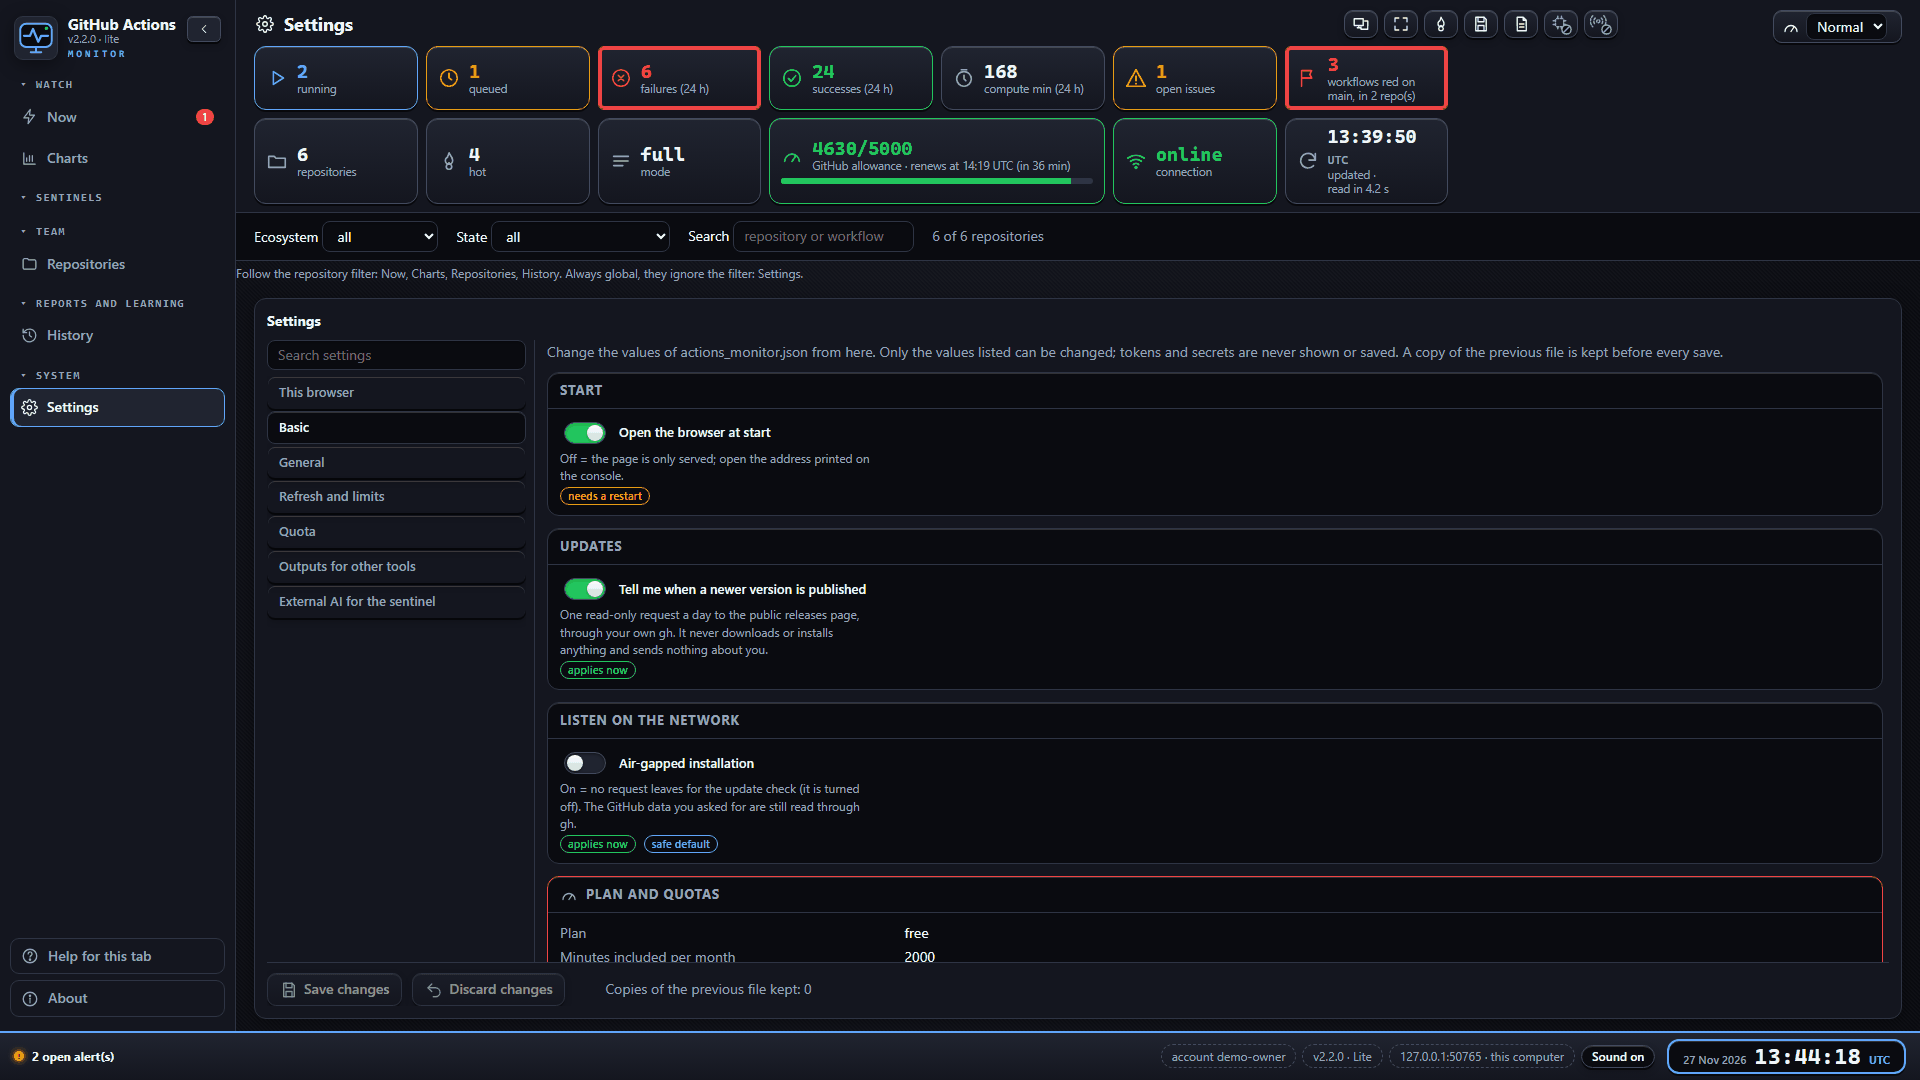 GitHub Actions
v2.2.0 · lite
MONITOR
WATCH
Now
1
Charts
SENTINELS
TEAM
Repositories
REPORTS AND LEARNING
History
SYSTEM
Settings
Help for this tab
About
Settings
Normal
2
running
1
queued
6
failures (24 h)
24
successes (24 h)
168
compute min (24 h)
1
open issues
3
workflows red on
main, in 2 repo(s)
6
repositories
4
hot
full
mode
4630/5000
GitHub allowance · renews at 14:19 UTC (in 36 min)
online
connection
13:39:50
UTC
updated ·
read in 4.2 s
Ecosystem all State all Search repository or workflow 6 of 6 repositories
Follow the repository filter: Now, Charts, Repositories, History. Always global, they ignore the filter: Settings.
Settings
Search settings
This browser
Basic
General
Refresh and limits
Quota
Outputs for other tools
External AI for the sentinel
Change the values of actions_monitor.json from here. Only the values listed can be changed; tokens and secrets are never shown or saved. A copy of the previous file is kept before every save.
START
Open the browser at start
Off = the page is only served; open the address printed on
the console.
needs a restart
UPDATES
Tell me when a newer version is published
One read-only request a day to the public releases page,
through your own gh. It never downloads or installs
anything and sends nothing about you.
applies now
LISTEN ON THE NETWORK
Air-gapped installation
On = no request leaves for the update check (it is turned
off). The GitHub data you asked for are still read through
gh.
applies now safe default
PLAN AND QUOTAS
Plan free
Minutes included per month 2000
Save changes Discard changes Copies of the previous file kept: 0
2 open alert(s)
account demo-owner v2.2.0 · Lite 127.0.0.1:50765 · this computer Sound on 27 Nov 2026 13:44:18 UTC